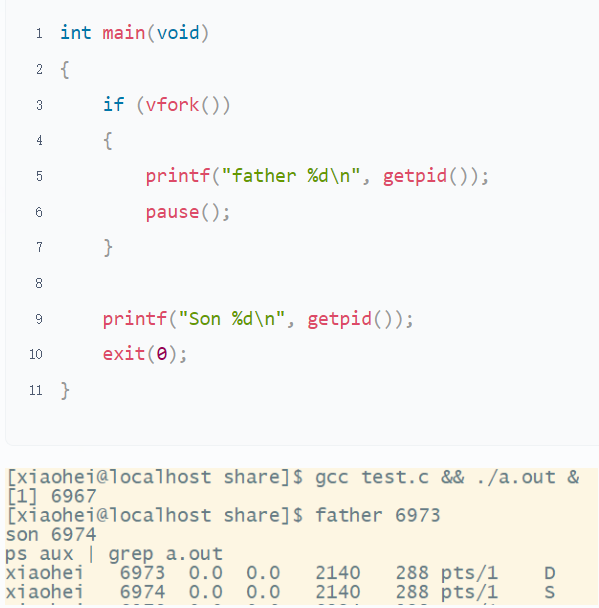 1 int main(void)
2 {
3 if (vfork())
4 {
5 printf("father %d\n", getpid());
6 pause();
7 }
8
9 printf("Son %d\n", getpid());
10 exit(0);
11 }
[xiaohei@localhost share]$ gcc test.c && ./a.out &
[1] 6967
[xiaohei@localhost share]$ father 6973
son 6974
ps aux | grep a.out
xiaohei 6973 0.0 0.0 2140 288 pts/1 D
xiaohei 6974 0.0 0.0 2140 288 pts/1 S